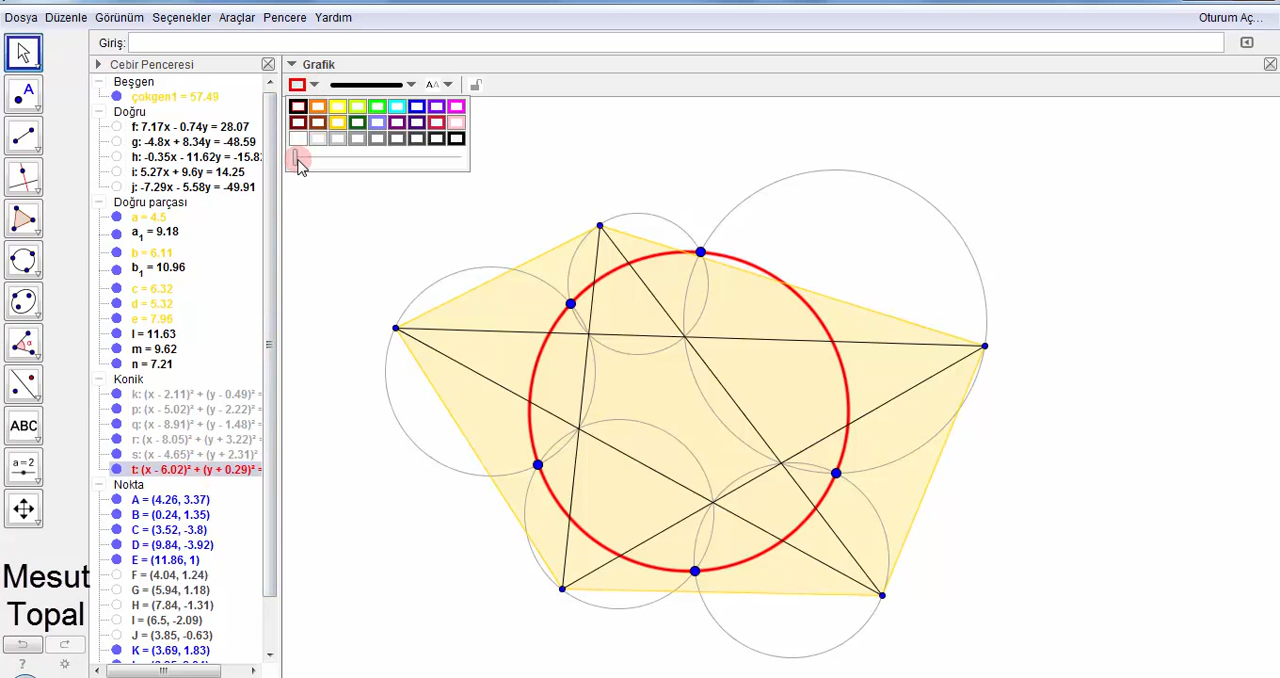 Dosya Düzenle Görünüm Seçenekler Araçlar Pencere Yardım Oturum Aç...
Giriş:
Cebir Penceresi
Grafik
Beşgen
çokgen1 = 57.49
Doğru
f: 7.17x - 0.74y = 28.07
g: -4.8x + 8.34y = -48.59
h: -0.35x - 11.62y = -15.8
i: 5.27x + 9.6y = 14.25
j: -7.29x - 5.58y = -49.91
Doğru parçası
a = 4.5
a1 = 9.18
b = 6.11
b1 = 10.96
c = 6.32
d = 5.32
e = 7.96
l = 11.63
m = 9.62
n = 7.21
Konik
k: (x - 2.11)² + (y - 0.49)² =
p: (x - 5.02)² + (y - 2.22)² =
q: (x - 8.91)² + (y - 1.48)² =
r: (x - 8.05)² + (y + 3.22)² =
s: (x - 4.65)² + (y + 2.31)² =
t: (x - 6.02)² + (y + 0.29)² =
Nokta
A = (4.26, 3.37)
B = (0.24, 1.35)
C = (3.52, -3.8)
D = (9.84, -3.92)
E = (11.86, 1)
F = (4.04, 1.24)
G = (5.94, 1.18)
H = (7.84, -1.31)
I = (6.5, -2.09)
J = (3.85, -0.63)
K = (3.66, 1.83)
A
α
ABC
a = 2
AA
Mesut
Topal
?